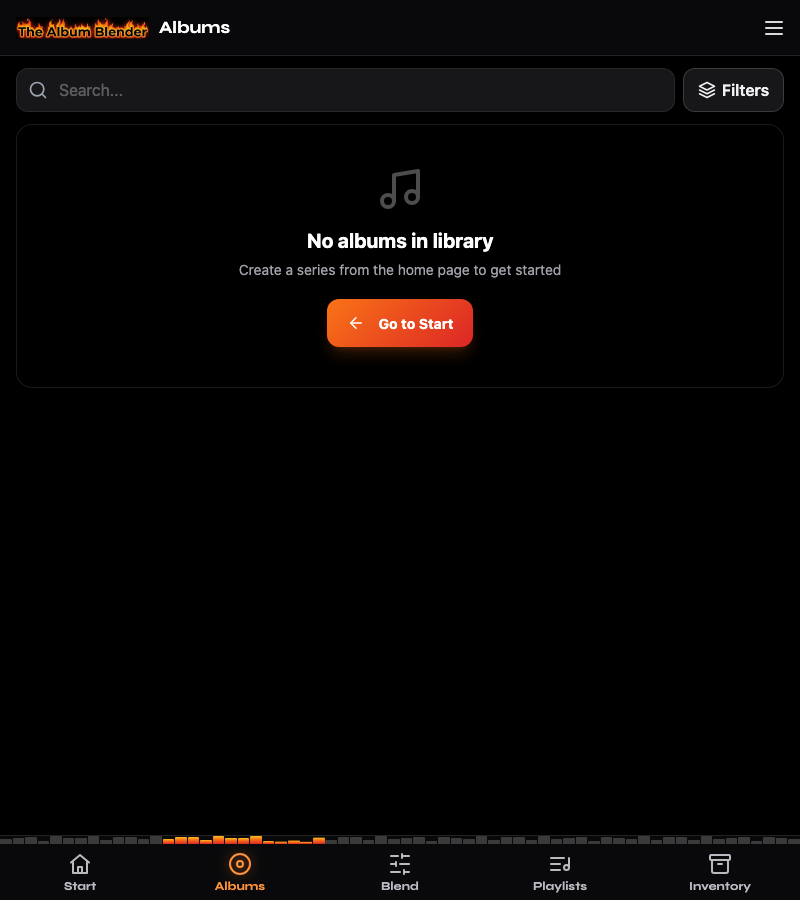 The Album Blender Albums
Search...
Filters
No albums in library
Create a series from the home page to get started
Go to Start
Start
Albums
Blend
Playlists
Inventory